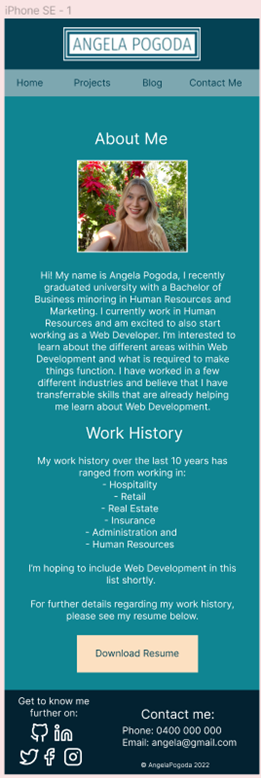 iPhone SE - 1
ANGELA POGODA
Home Projects Blog Contact Me
About Me
Hi! My name is Angela Pogoda, I recently
graduated university with a Bachelor of
Business minoring in Human Resources and
Marketing. I currently work in Human
Resources and am excited to also start
working as a Web Developer. I'm interested to
learn about the different areas within Web
Development and what is required to make
things function. I have worked in a few
different industries and believe that I have
transferrable skills that are already helping
me learn about Web Development.
Work History
My work history over the last 10 years has
ranged from working in:
- Hospitality
- Retail
- Real Estate
- Insurance
- Administration and
- Human Resources
I'm hoping to include Web Development in this
list shortly.
For further details regarding my work history,
please see my resume below.
Download Resume
Get to know me
further on:
Contact me:
Phone: 0400 000 000
Email: angela@gmail.com
© AngelaPogoda 2022